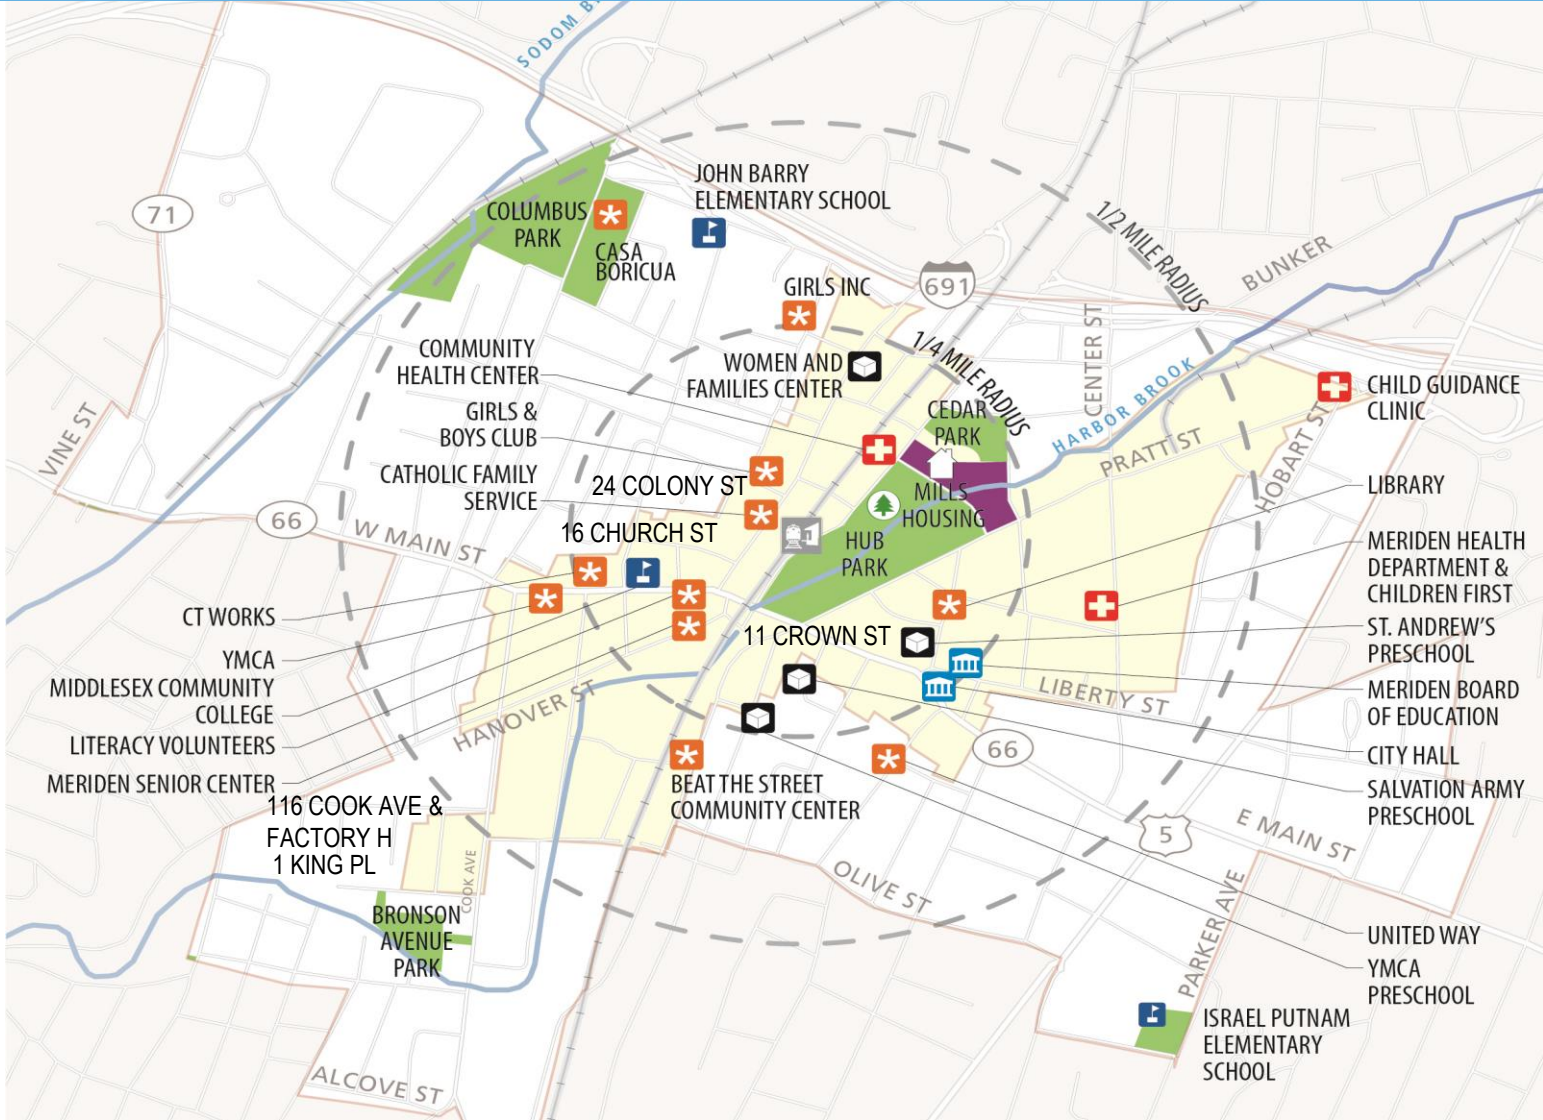 SODOM B
JOHN BARRY
ELEMENTARY SCHOOL
71
COLUMBUS
PARK
CASA
BORICUA
1/2 MILE RADIUS
BUNKER
691
GIRLS INC
COMMUNITY
HEALTH CENTER
WOMEN AND
FAMILIES CENTER
1/4 MILE RADIUS
CENTER ST
HARBOR BROOK
CHILD GUIDANCE
CLINIC
GIRLS &
BOYS CLUB
CEDAR
PARK
VINE ST
PRATT ST
HOBART ST
CATHOLIC FAMILY
SERVICE
24 COLONY ST
MILLS
HOUSING
LIBRARY
66
W MAIN ST
16 CHURCH ST
HUB
PARK
MERIDEN HEALTH
DEPARTMENT &
CHILDREN FIRST
CT WORKS
11 CROWN ST
ST. ANDREW'S
PRESCHOOL
YMCA
MIDDLESEX COMMUNITY
COLLEGE
HANOVER ST
LIBERTY ST
MERIDEN BOARD
OF EDUCATION
LITERACY VOLUNTEERS
66
CITY HALL
MERIDEN SENIOR CENTER
BEAT THE STREET
COMMUNITY CENTER
SALVATION ARMY
PRESCHOOL
116 COOK AVE &
FACTORY H
1 KING PL
5
E MAIN ST
COOK AVE
OLIVE ST
PARKER AVE
BRONSON
AVENUE
PARK
UNITED WAY
YMCA
PRESCHOOL
ISRAEL PUTNAM
ELEMENTARY
SCHOOL
ALCOVE ST